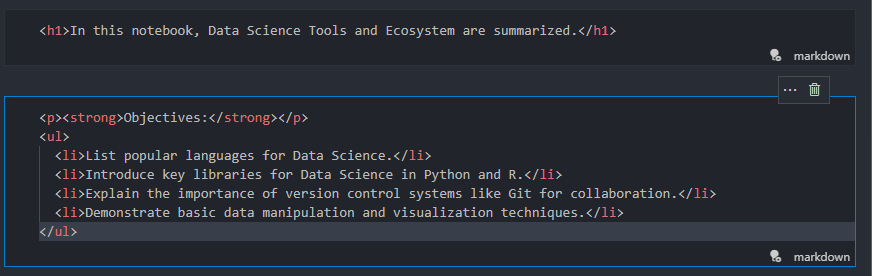 <h1>In this notebook, Data Science Tools and Ecosystem are summarized.</h1>
markdown
<p><strong>Objectives:</strong></p>
<ul>
  <li>List popular languages for Data Science.</li>
  <li>Introduce key libraries for Data Science in Python and R.</li>
  <li>Explain the importance of version control systems like Git for collaboration.</li>
  <li>Demonstrate basic data manipulation and visualization techniques.</li>
</ul>
markdown